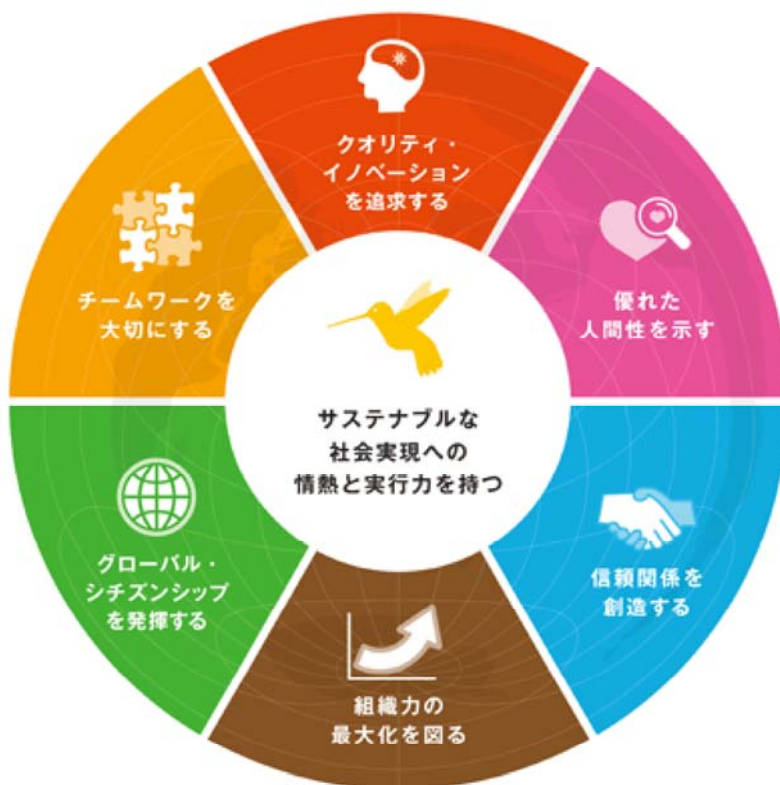 クオリティ・
イノベーション
を追求する
優れた
人間性を示す
信頼関係を
創造する
組織力の
最大化を図る
グローバル・
シチズンシップ
を発揮する
チームワークを
大切にする
サステナブルな
社会実現への
情熱と実行力を持つ